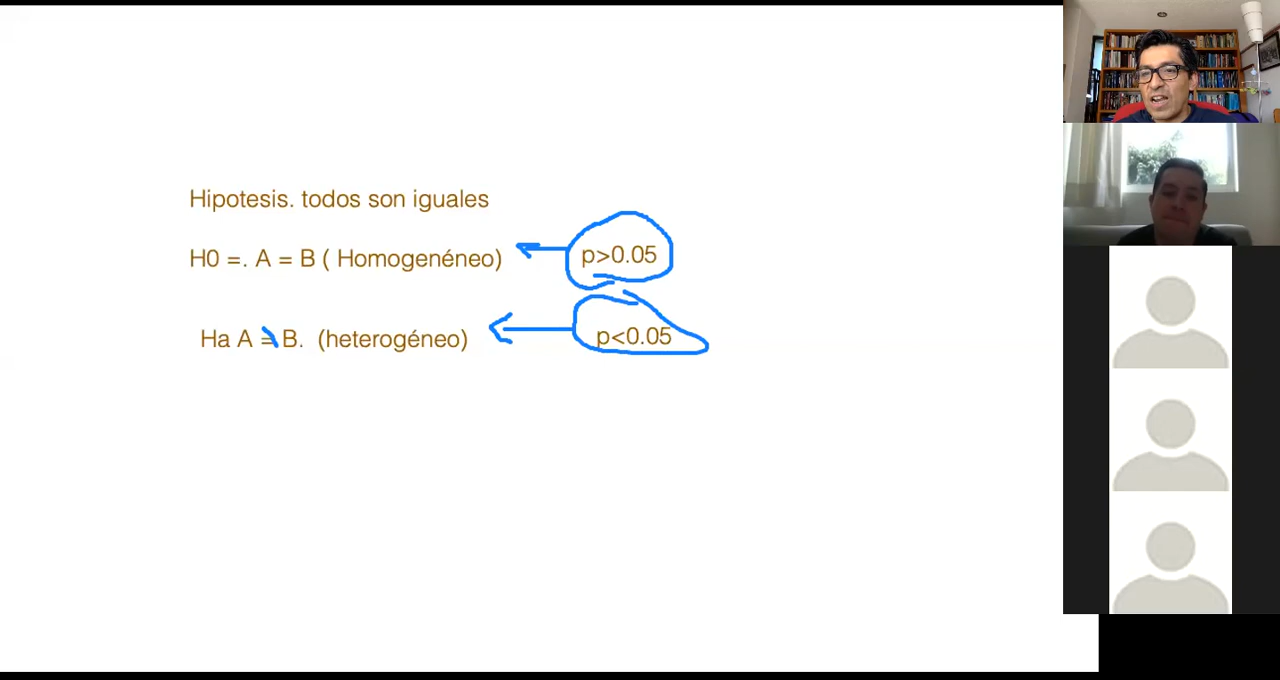 Hipotesis. todos son iguales
H0 =. A = B ( Homogenéneo) p>0.05
Ha A = B. (heterogéneo) p<0.05